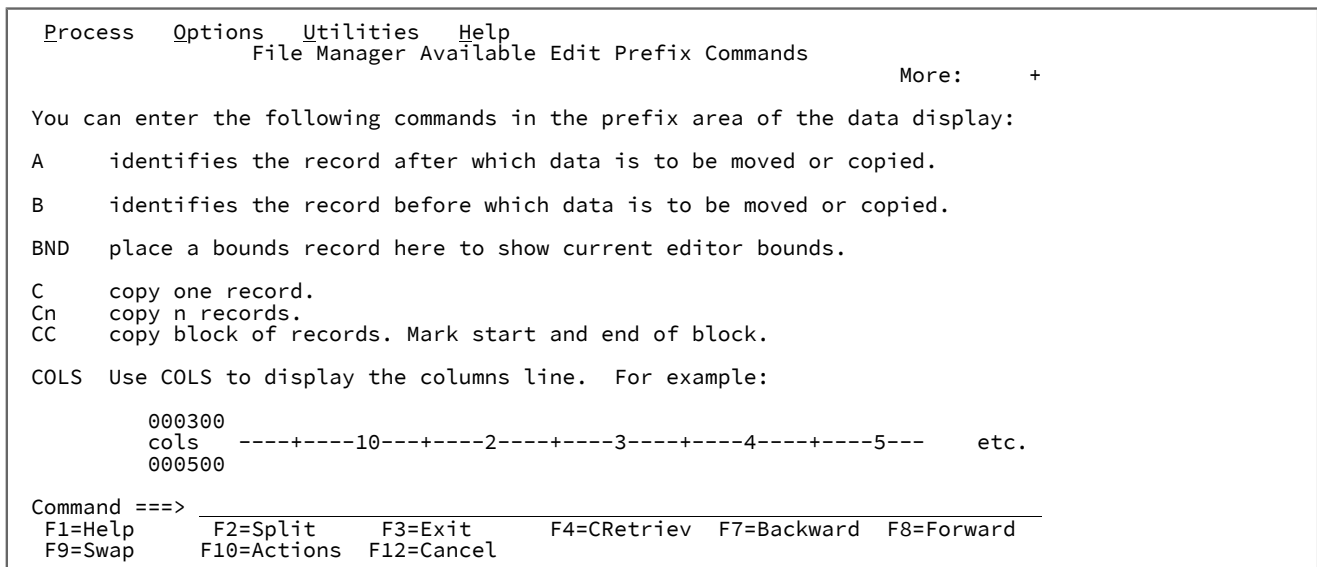 Process   Options   Utilities   Help
File Manager Available Edit Prefix Commands
More:     +
You can enter the following commands in the prefix area of the data display:
A     identifies the record after which data is to be moved or copied.
B     identifies the record before which data is to be moved or copied.
BND   place a bounds record here to show current editor bounds.
C     copy one record.
Cn    copy n records.
CC    copy block of records. Mark start and end of block.
COLS  Use COLS to display the columns line.  For example:
000300
cols   ----+----10---+----2----+----3----+----4----+----5---    etc.
000500
Command ===>
F1=Help      F2=Split     F3=Exit      F4=CRetriev  F7=Backward  F8=Forward
F9=Swap     F10=Actions  F12=Cancel